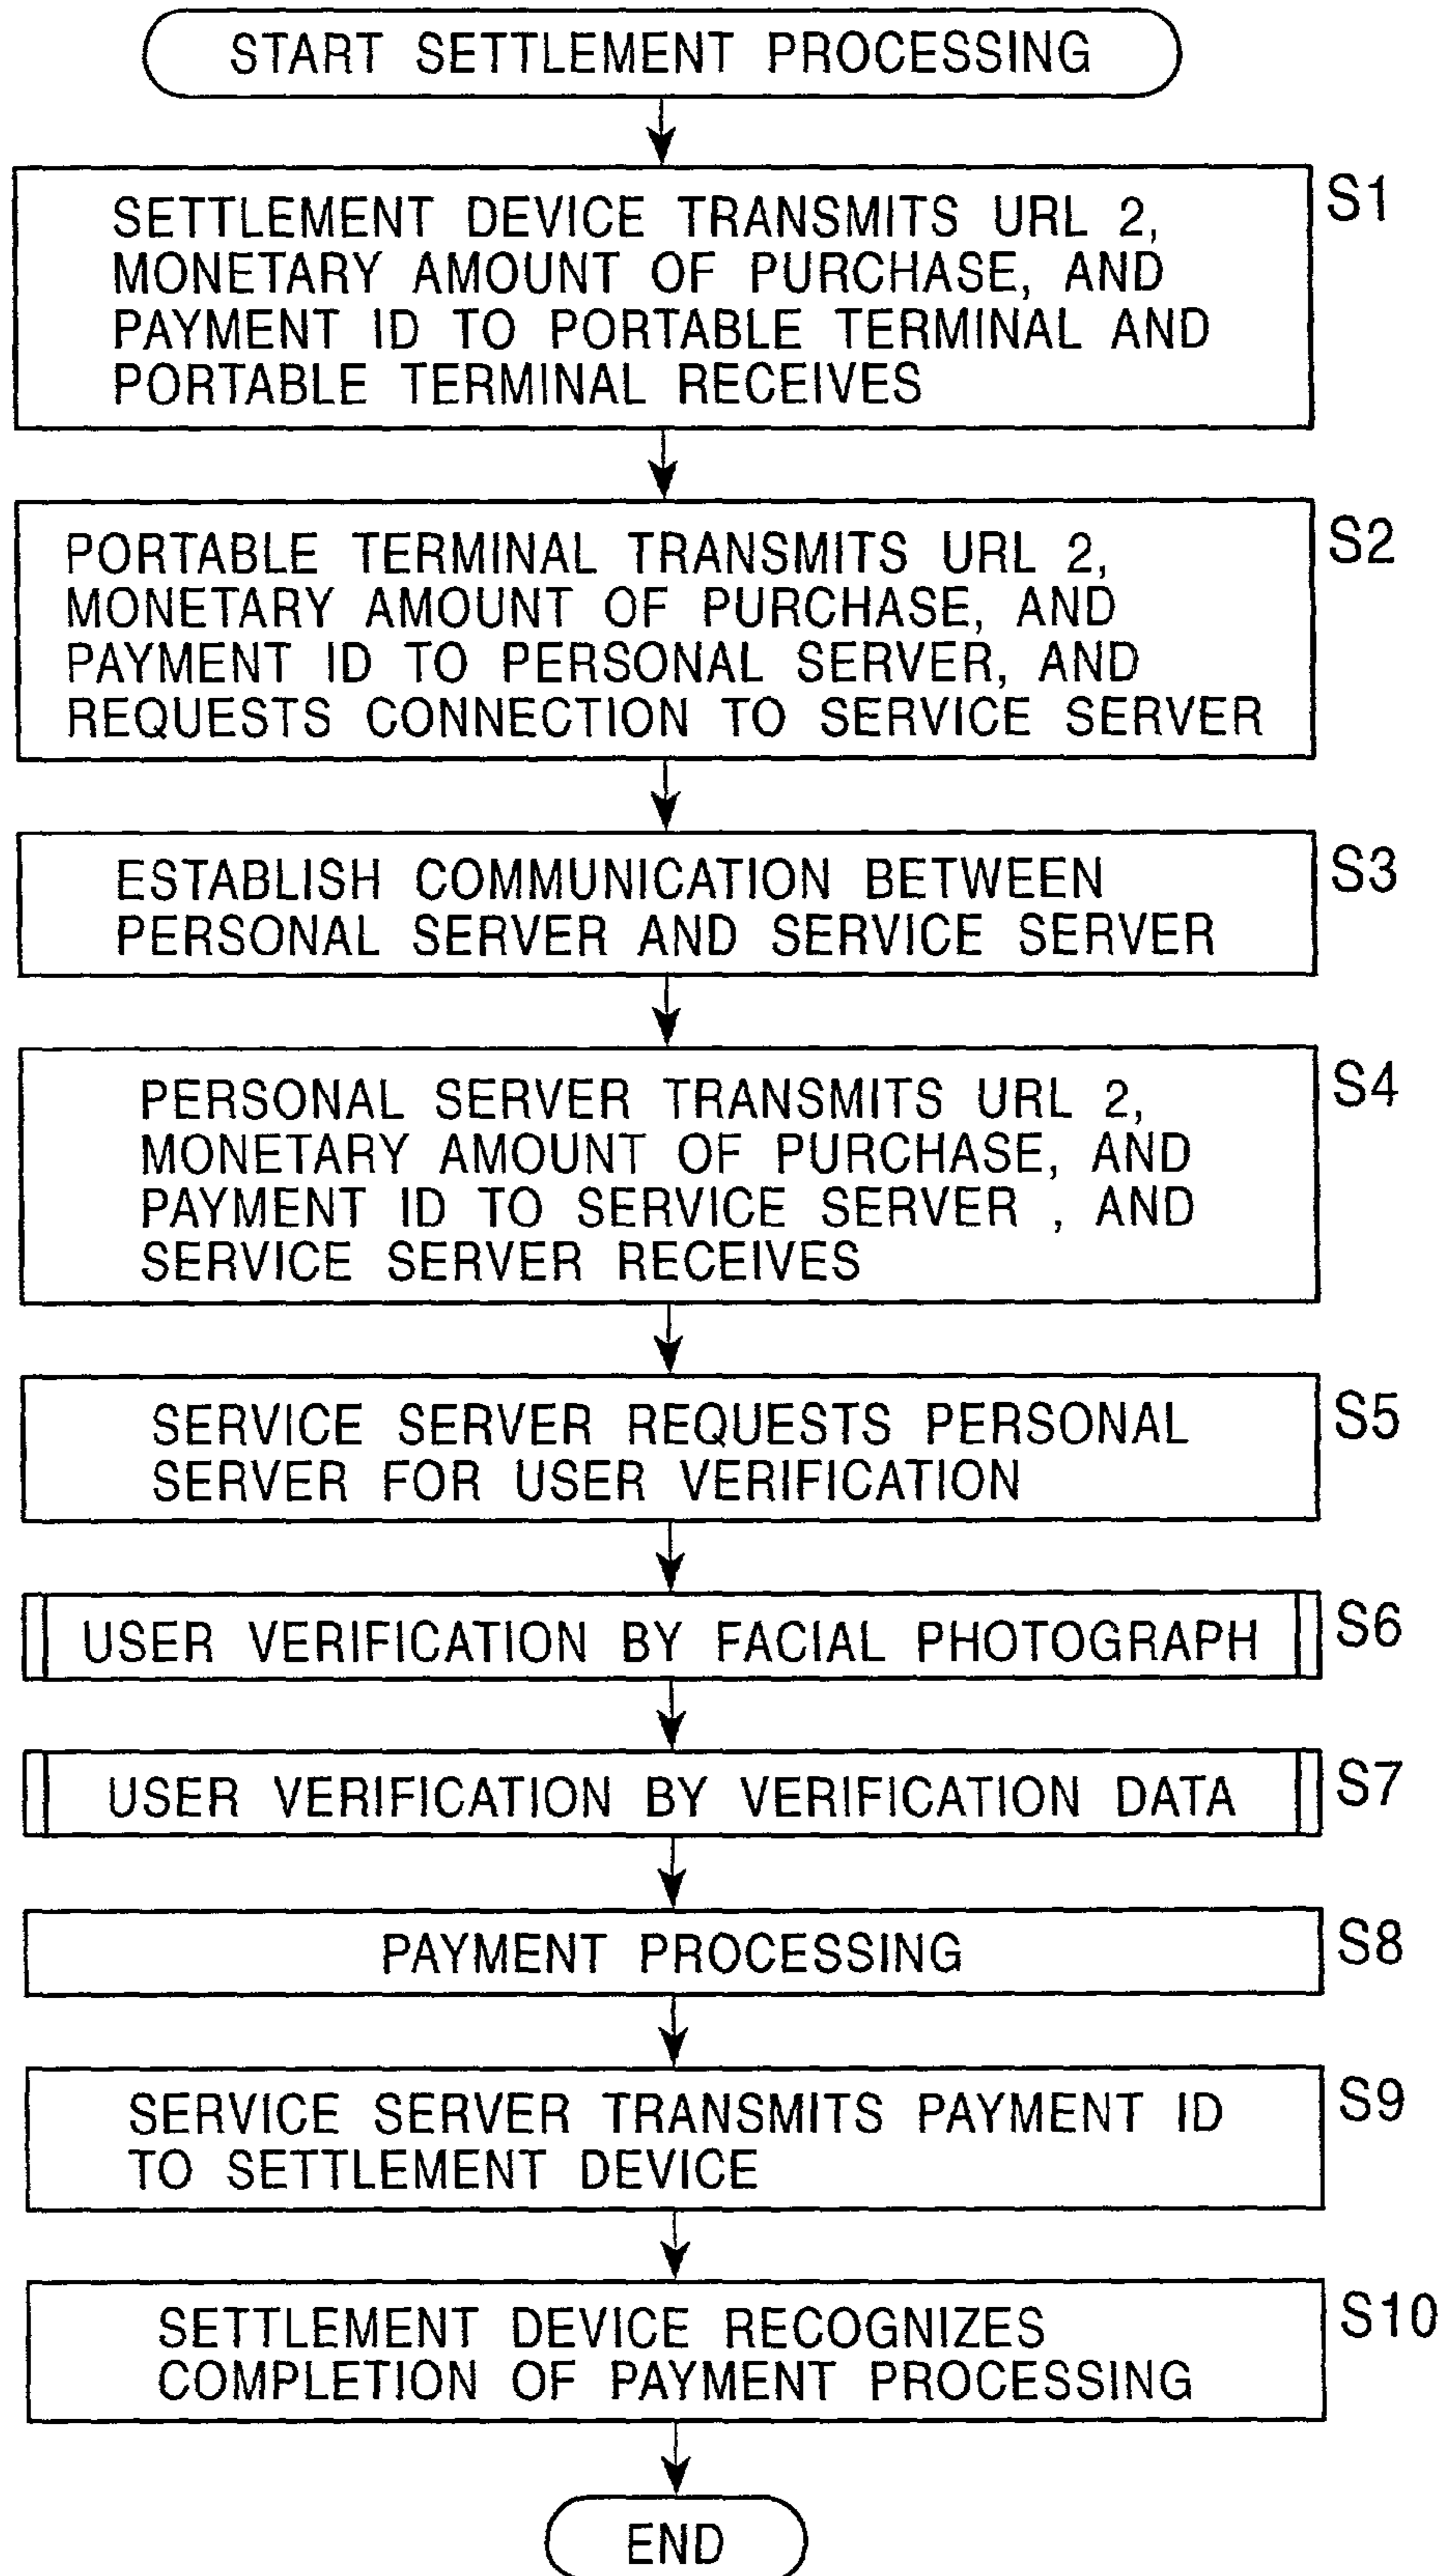 START SETTLEMENT PROCESSING
S1
SETTLEMENT DEVICE TRANSMITS URL 2,
MONETARY AMOUNT OF PURCHASE, AND
PAYMENT ID TO PORTABLE TERMINAL AND
PORTABLE TERMINAL RECEIVES
S2
PORTABLE TERMINAL TRANSMITS URL 2,
MONETARY AMOUNT OF PURCHASE, AND
PAYMENT ID TO PERSONAL SERVER, AND
REQUESTS CONNECTION TO SERVICE SERVER
S3
ESTABLISH COMMUNICATION BETWEEN
PERSONAL SERVER AND SERVICE SERVER
S4
PERSONAL SERVER TRANSMITS URL 2,
MONETARY AMOUNT OF PURCHASE, AND
PAYMENT ID TO SERVICE SERVER , AND
SERVICE SERVER RECEIVES
S5
SERVICE SERVER REQUESTS PERSONAL
SERVER FOR USER VERIFICATION
S6
USER VERIFICATION BY FACIAL PHOTOGRAPH
S7
USER VERIFICATION BY VERIFICATION DATA
S8
PAYMENT PROCESSING
S9
SERVICE SERVER TRANSMITS PAYMENT ID
TO SETTLEMENT DEVICE
S10
SETTLEMENT DEVICE RECOGNIZES
COMPLETION OF PAYMENT PROCESSING
END